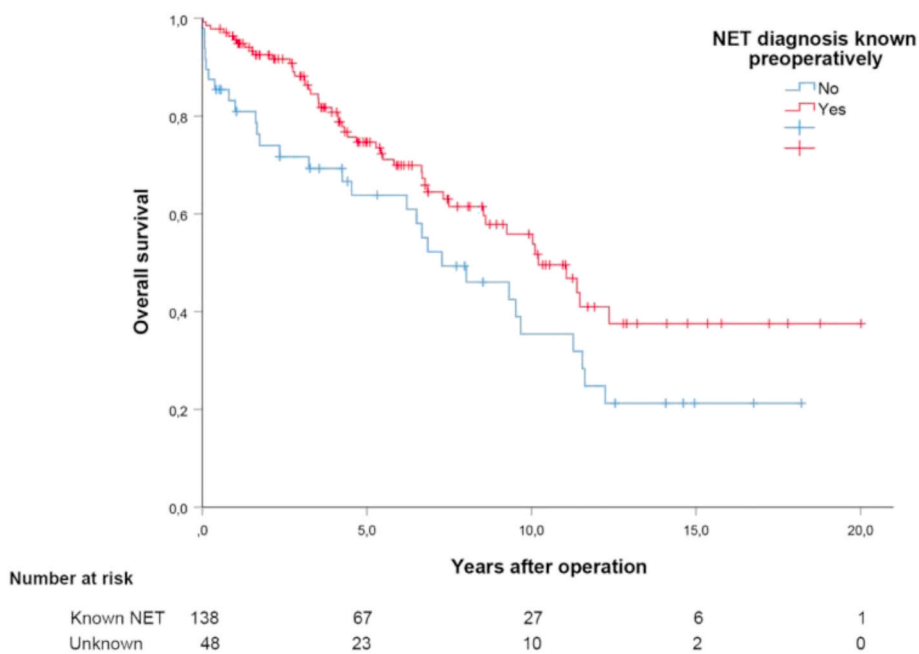 NET diagnosis known
preoperatively
No
Yes
1,0
0,8
0,6
0,4
0,2
0,0
Overall survival
,0 5,0 10,0 15,0 20,0
Years after operation
Number at risk
Known NET 138 67 27 6 1
Unknown 48 23 10 2 0